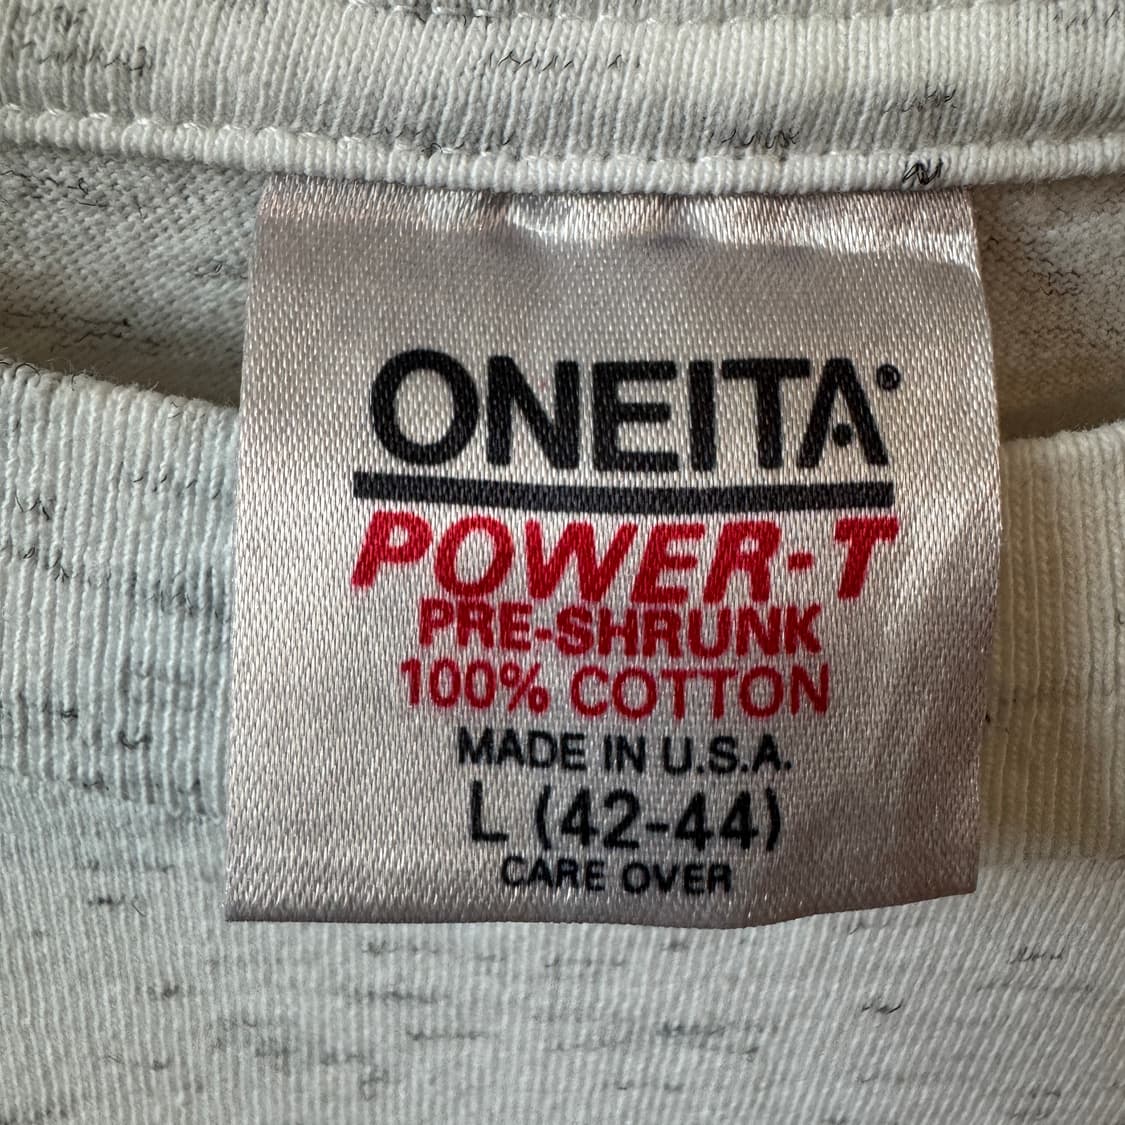 ONEITA®
POWER-T
PRE-SHRUNK
100% COTTON
MADE IN U.S.A.
L (42-44)
CARE OVER